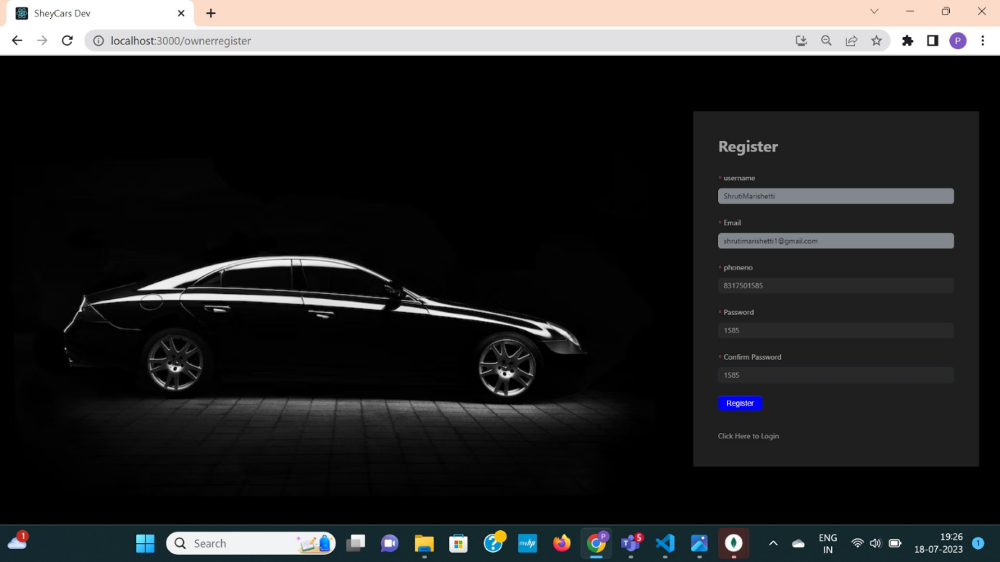 SheyCars Dev
localhost:3000/ownerregister
P
Register
* username
ShrutiMarishetti
* Email
shrutimarishetti1@gmail.com
* phoneno
8317501585
* Password
1585
* Confirm Password
1585
Register
Click Here to Login
1
Search
myhp
P
5
ENG
IN
19:26
18-07-2023
1